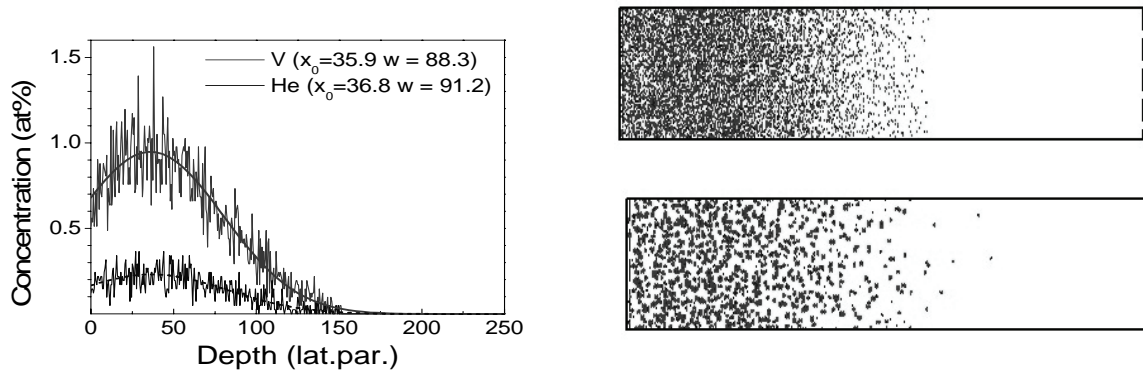 1.5
1.0
0.5
V (x₀=35.9 w = 88.3)
He (x₀=36.8 w = 91.2)
Concentration (at%)
0 50 100 150 200 250
Depth (lat.par.)